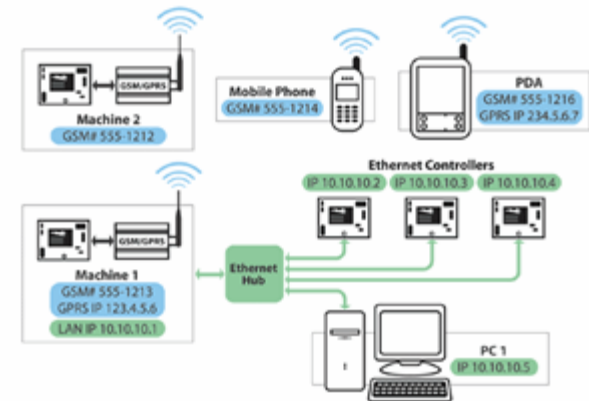 GSM/GPRS
Machine 2
GSM# 555-1212
Mobile Phone
GSM# 555-1214
PDA
GSM# 555-1216
GPRS IP 234.5.6.7
Ethernet Controllers
IP 10.10.10.2
IP 10.10.10.3
IP 10.10.10.4
GSM/GPRS
Machine 1
GSM# 555-1213
GPRS IP 123.4.5.6
LAN IP 10.10.10.1
Ethernet
Hub
PC 1
IP 10.10.10.5